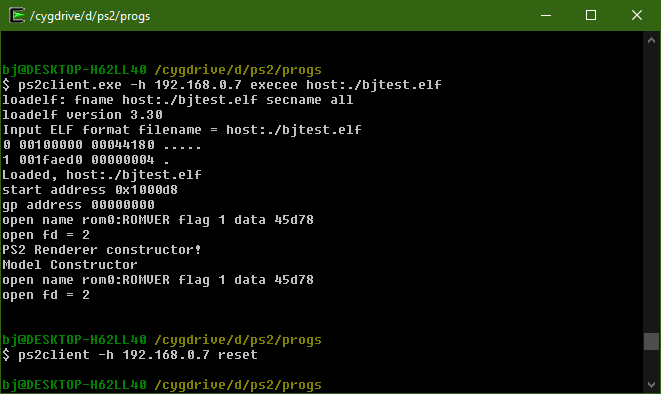 /cygdrive/d/ps2/progs
bj@DESKTOP-H62LL40 /cygdrive/d/ps2/progs
$ ps2client.exe -h 192.168.0.7 execee host:./bjtest.elf
loadelf: fname host:./bjtest.elf secname all
loadelf version 3.30
Input ELF format filename = host:./bjtest.elf
0 00100000 00044180 .....
1 001faed0 00000004 .
Loaded, host:./bjtest.elf
start address 0x1000d8
gp address 00000000
open name rom0:ROMVER flag 1 data 45d78
open fd = 2
PS2 Renderer constructor!
Model Constructor
open name rom0:ROMVER flag 1 data 45d78
open fd = 2
bj@DESKTOP-H62LL40 /cygdrive/d/ps2/progs
$ ps2client -h 192.168.0.7 reset
bj@DESKTOP-H62LL40 /cygdrive/d/ps2/progs